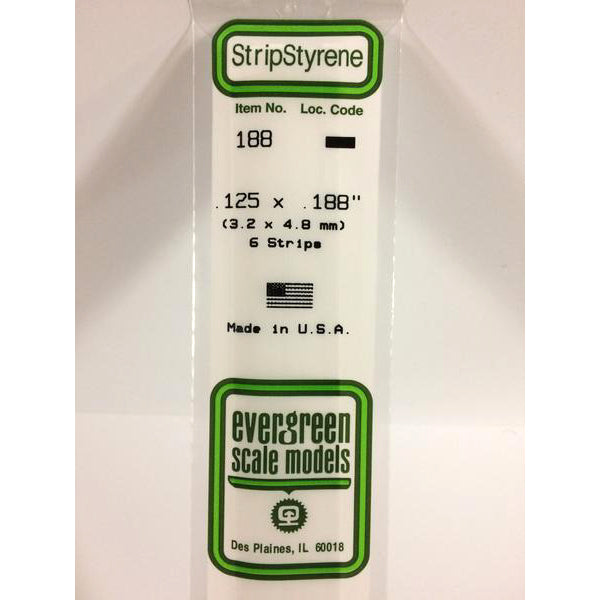 StripStyrene
Item No. Loc. Code
188
.125 x .188"
(3.2 x 4.8 mm)
6 Strips
Made in U.S.A.
evergreen
scale models
Des Plaines, IL 60018